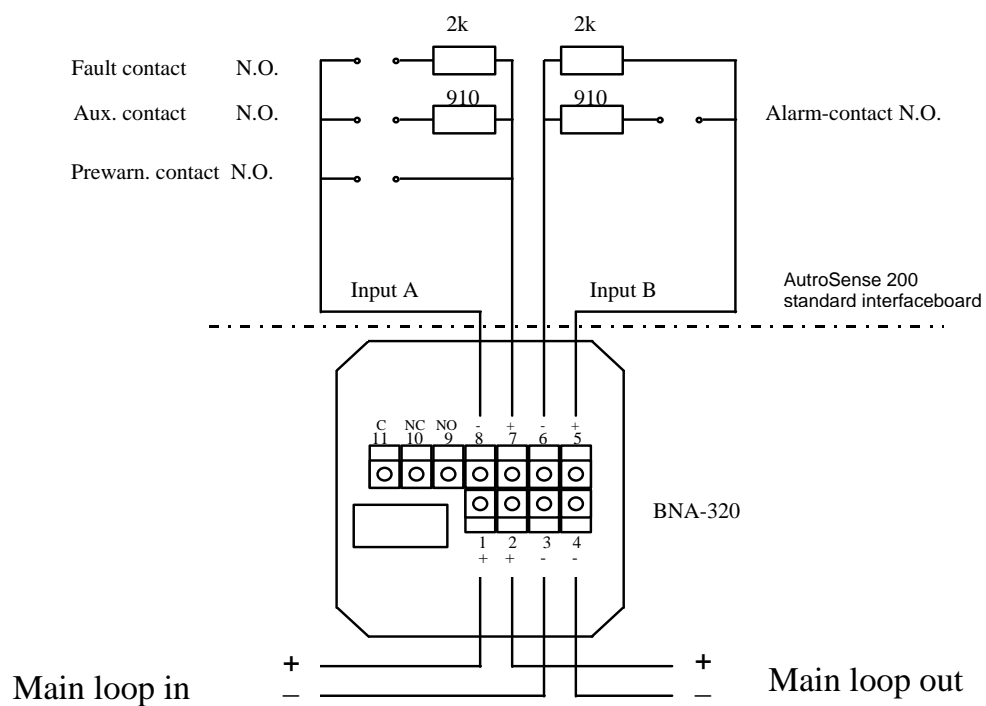 2k 2k
Fault contact N.O.
910 910
Aux. contact N.O. Alarm-contact N.O.
Prewarn. contact N.O.
Input A Input B
AutroSense 200
standard interfaceboard
C NC NO - + - +
11 10 9 8 7 6 5
BNA-320
1 2 3 4
+ + - -
+ +
Main loop in – – Main loop out